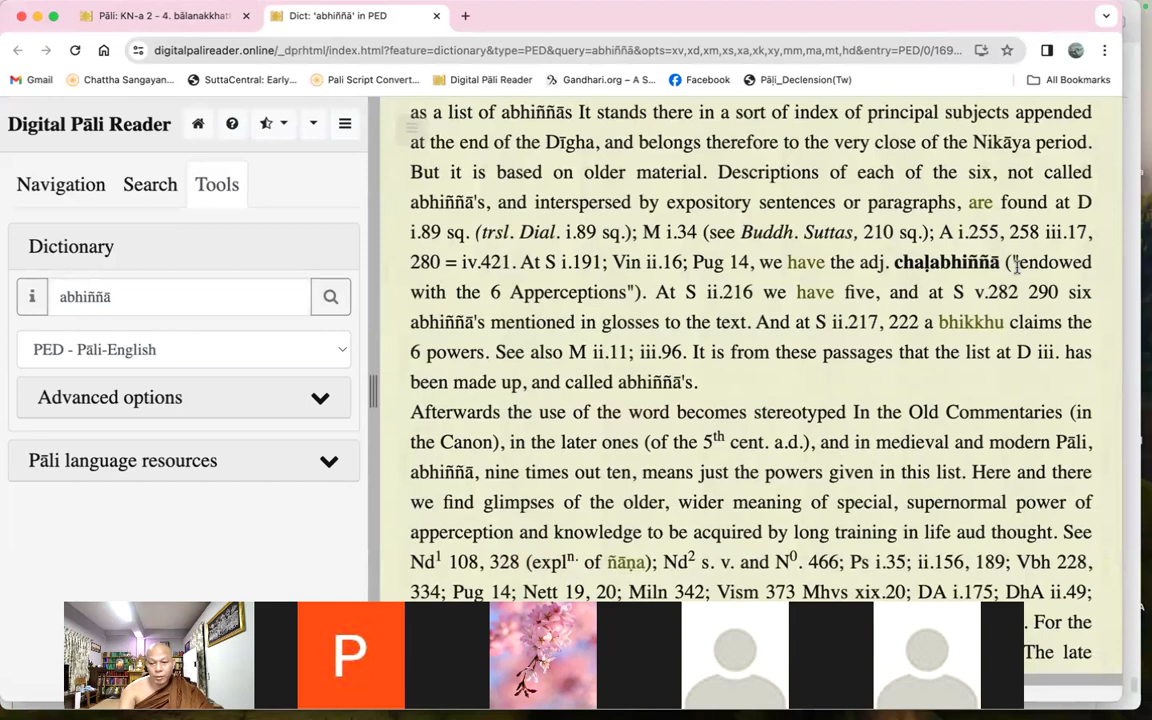 Pāli: KN-a 2 - 4. bālanakkhatt
Dict: 'abhiññā' in PED
digitalpalireader.online/_dprhtml/index.html?feature=dictionary&type=PED&query=abhiññā&opts=xv,xd,xm,xs,xa,xk,xy,mm,ma,mt,hd&entry=PED/0/169...
Gmail
Chattha Sangayan...
SuttaCentral: Early...
Pali Script Convert...
Digital Pāli Reader
Gandhari.org – A S...
Facebook
Pāḷi_Declension(Tw)
All Bookmarks
Digital Pāli Reader
Navigation
Search
Tools
Dictionary
abhiññā
PED - Pāli-English
Advanced options
Pāli language resources
as a list of abhiññās It stands there in a sort of index of principal subjects appended
at the end of the Dīgha, and belongs therefore to the very close of the Nikāya period.
But it is based on older material. Descriptions of each of the six, not called
abhiññā's, and interspersed by expository sentences or paragraphs, are found at D
i.89 sq. (trsl. Dial. i.89 sq.); M i.34 (see Buddh. Suttas, 210 sq.); A i.255, 258 iii.17,
280 = iv.421. At S i.191; Vin ii.16; Pug 14, we have the adj. chaḷabhiññā ("endowed
with the 6 Apperceptions"). At S ii.216 we have five, and at S v.282 290 six
abhiññā's mentioned in glosses to the text. And at S ii.217, 222 a bhikkhu claims the
6 powers. See also M ii.11; iii.96. It is from these passages that the list at D iii. has
been made up, and called abhiññā's.
Afterwards the use of the word becomes stereotyped In the Old Commentaries (in
the Canon), in the later ones (of the 5th cent. a.d.), and in medieval and modern Pāli,
abhiññā, nine times out ten, means just the powers given in this list. Here and there
we find glimpses of the older, wider meaning of special, supernormal power of
apperception and knowledge to be acquired by long training in life aud thought. See
Nd1 108, 328 (expln. of ñāṇa); Nd2 s. v. and N0. 466; Ps i.35; ii.156, 189; Vbh 228,
334; Pug 14; Nett 19, 20; Miln 342; Vism 373 Mhvs xix.20; DA i.175; DhA ii.49;
. For the
The late
P